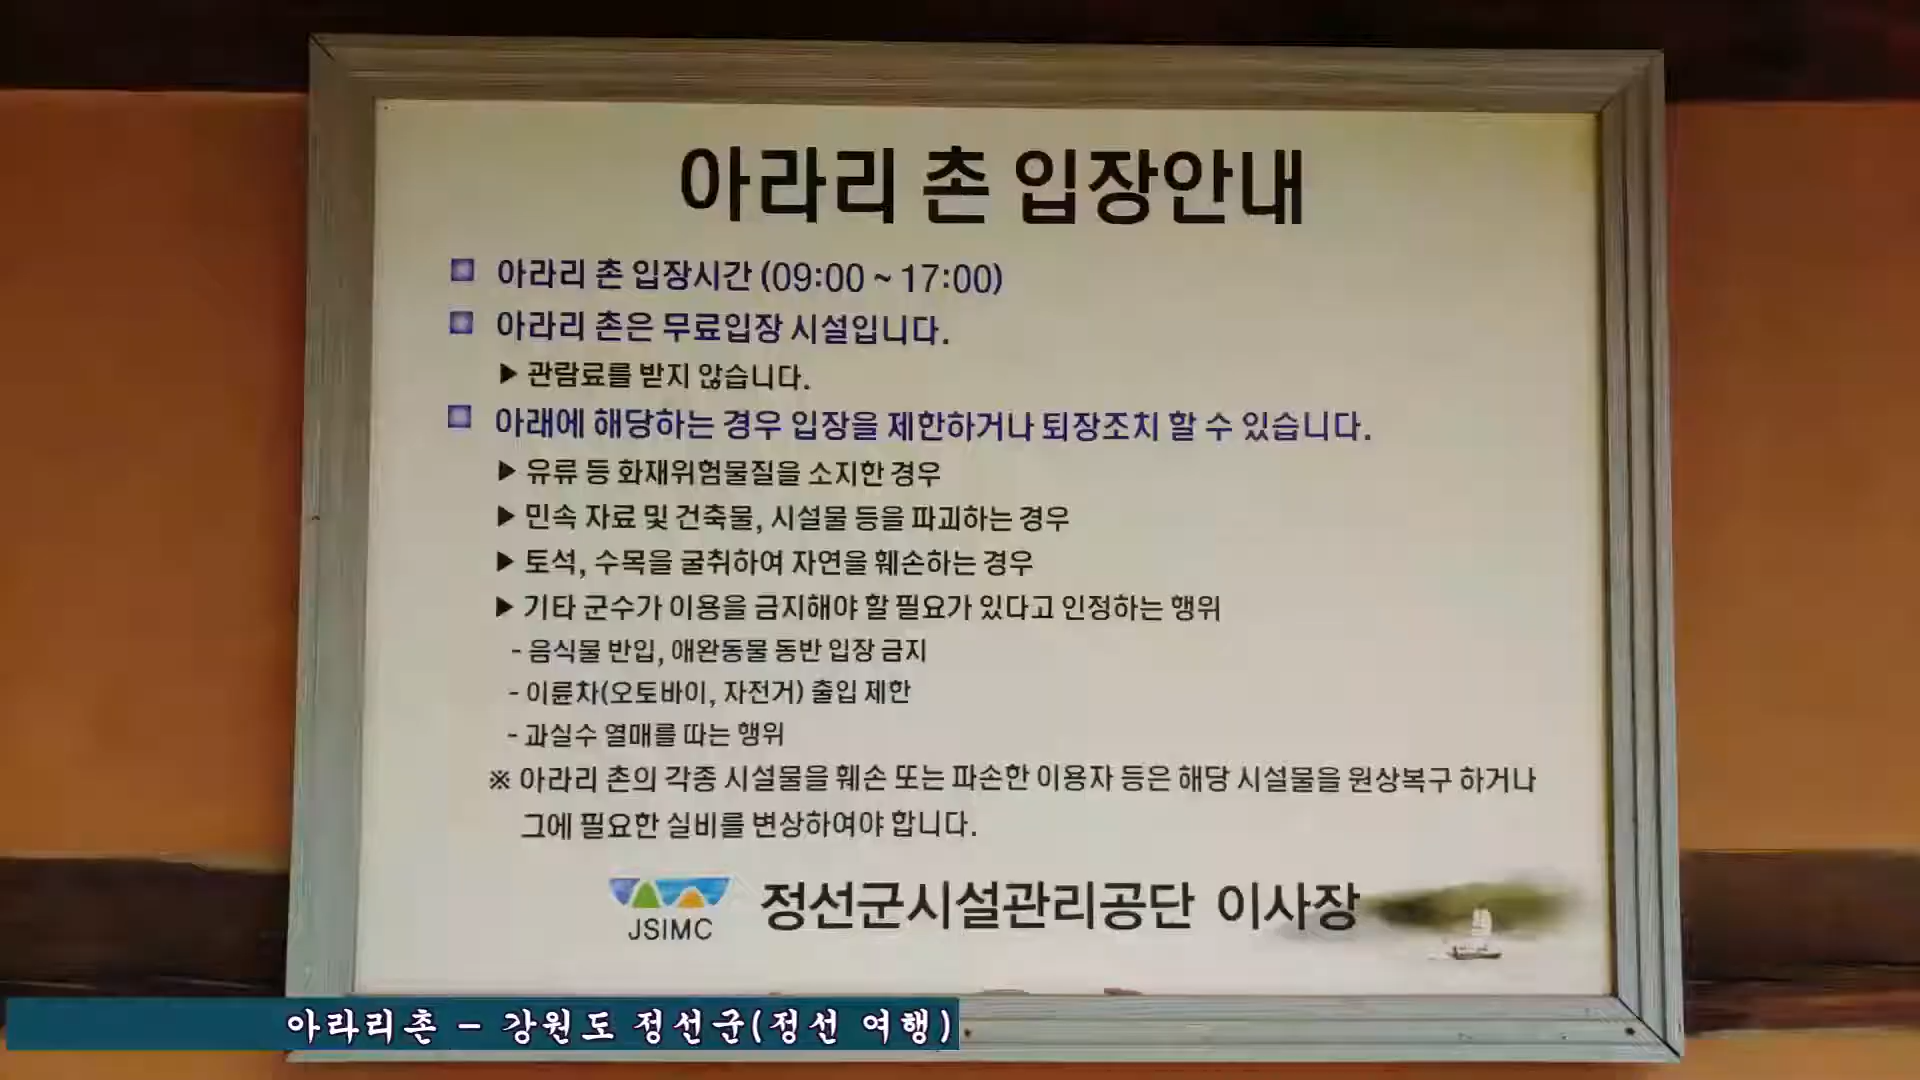 아라리 촌 입장안내
아라리 촌 입장시간 (09:00 ~ 17:00)
아라리 촌은 무료입장 시설입니다.
▶ 관람료를 받지 않습니다.
아래에 해당하는 경우 입장을 제한하거나 퇴장조치 할 수 있습니다.
▶ 유류 등 화재위험물질을 소지한 경우
▶ 민속 자료 및 건축물, 시설물 등을 파괴하는 경우
▶ 토석, 수목을 굴취하여 자연을 훼손하는 경우
▶ 기타 군수가 이용을 금지해야 할 필요가 있다고 인정하는 행위
- 음식물 반입, 애완동물 동반 입장 금지
- 이륜차(오토바이, 자전거) 출입 제한
- 과실수 열매를 따는 행위
※ 아라리 촌의 각종 시설물을 훼손 또는 파손한 이용자 등은 해당 시설물을 원상복구 하거나
그에 필요한 실비를 변상하여야 합니다.
JSIMC 정선군시설관리공단 이사장
아라리촌 - 강원도 정선군(정선 여행)